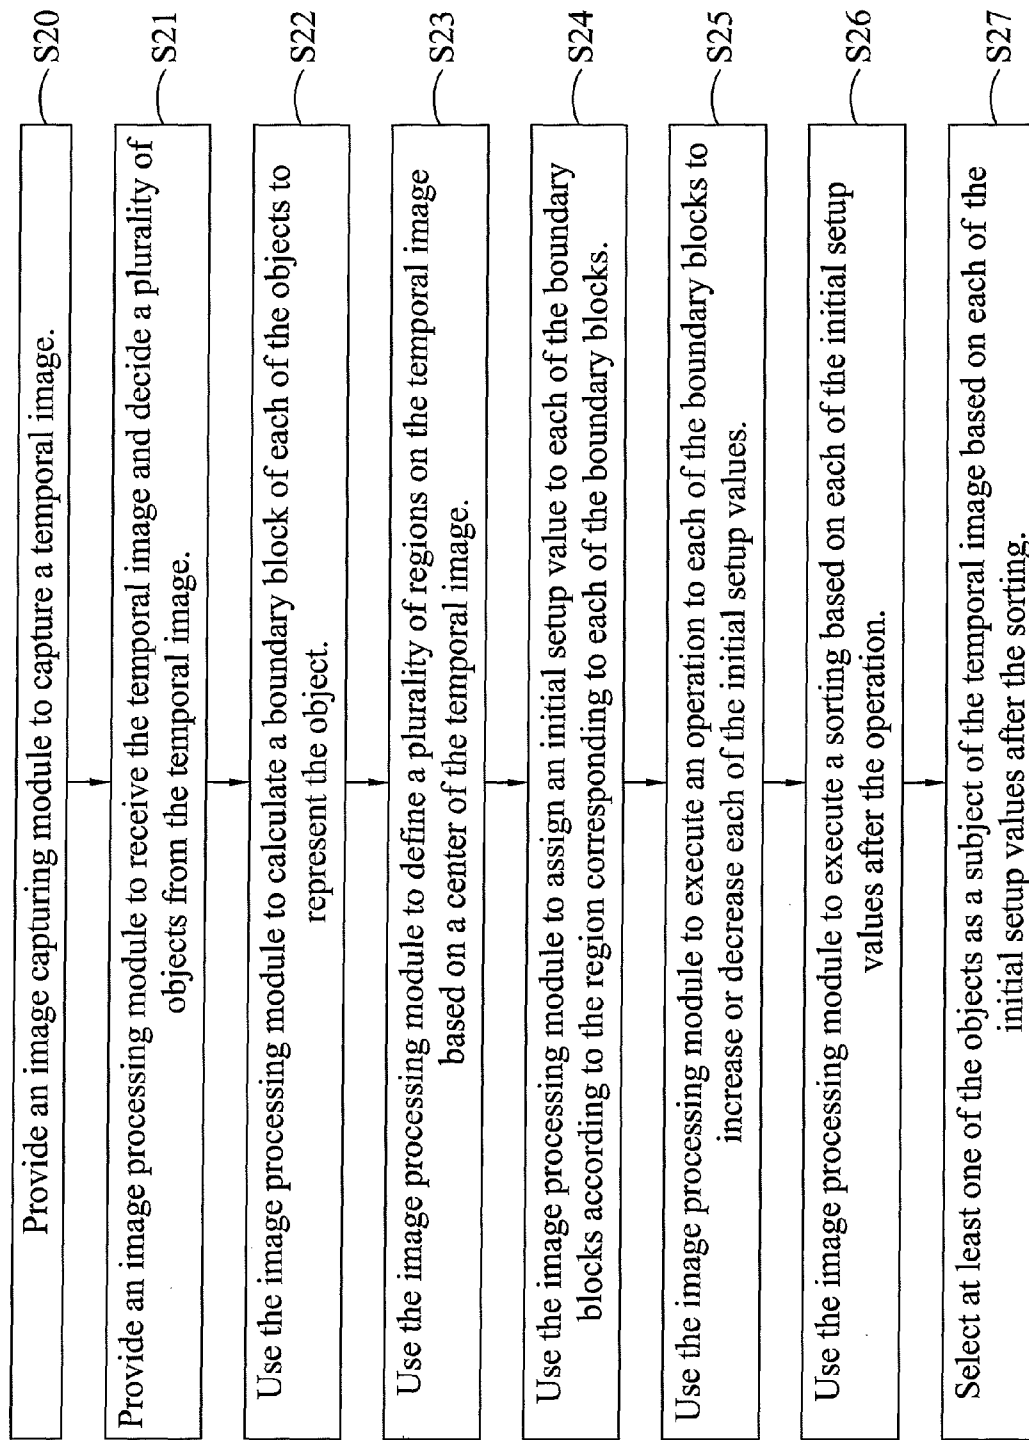 Provide an image capturing module to capture a temporal image.
S20
Provide an image processing module to receive the temporal image and decide a plurality of
objects from the temporal image.
S21
Use the image processing module to calculate a boundary block of each of the objects to
represent the object.
S22
Use the image processing module to define a plurality of regions on the temporal image
based on a center of the temporal image.
S23
Use the image processing module to assign an initial setup value to each of the boundary
blocks according to the region corresponding to each of the boundary blocks.
S24
Use the image processing module to execute an operation to each of the boundary blocks to
increase or decrease each of the initial setup values.
S25
Use the image processing module to execute a sorting based on each of the initial setup
values after the operation.
S26
Select at least one of the objects as a subject of the temporal image based on each of the
initial setup values after the sorting.
S27